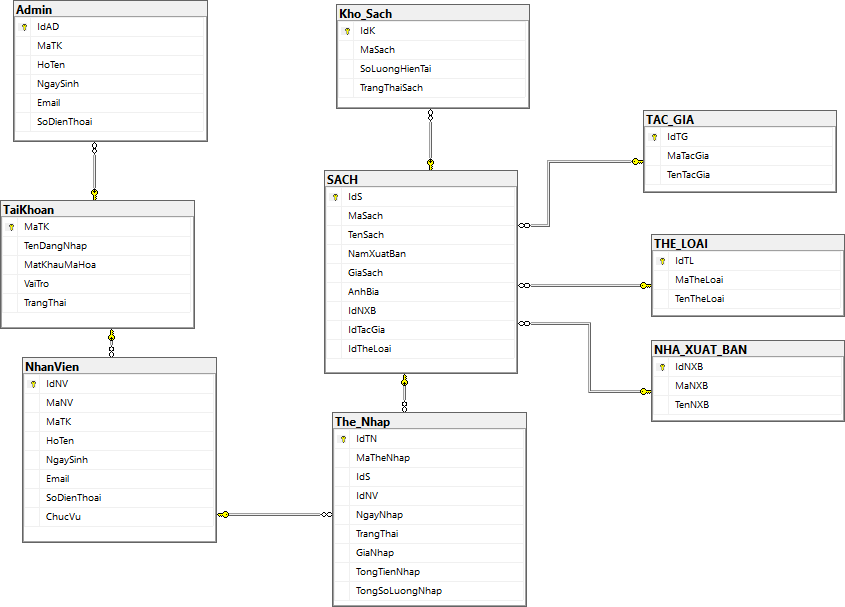 Admin
IdAD
MaTK
HoTen
NgaySinh
Email
SoDienThoai
Kho_Sach
IdK
MaSach
SoLuongHienTai
TrangThaiSach
TAC_GIA
IdTG
MaTacGia
TenTacGia
SACH
IdS
MaSach
TenSach
NamXuatBan
GiaSach
AnhBia
IdNXB
IdTacGia
IdTheLoai
TaiKhoan
MaTK
TenDangNhap
MatKhauMaHoa
VaiTro
TrangThai
THE_LOAI
IdTL
MaTheLoai
TenTheLoai
NHA_XUAT_BAN
IdNXB
MaNXB
TenNXB
NhanVien
IdNV
MaNV
MaTK
HoTen
NgaySinh
Email
SoDienThoai
ChucVu
The_Nhap
IdTN
MaTheNhap
IdS
IdNV
NgayNhap
TrangThai
GiaNhap
TongTienNhap
TongSoLuongNhap